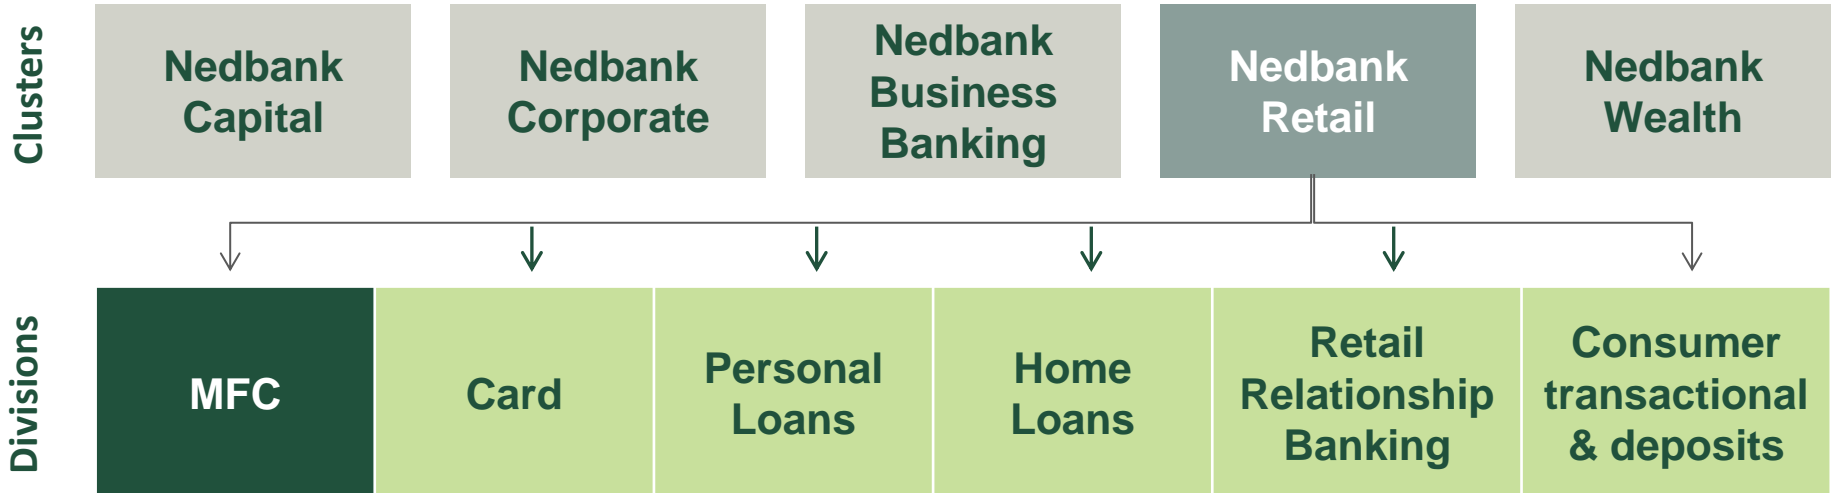 Clusters
Nedbank
Capital
Nedbank
Corporate
Nedbank
Business
Banking
Nedbank
Retail
Nedbank
Wealth
Divisions
MFC
Card
Personal
Loans
Home
Loans
Retail
Relationship
Banking
Consumer
transactional
& deposits